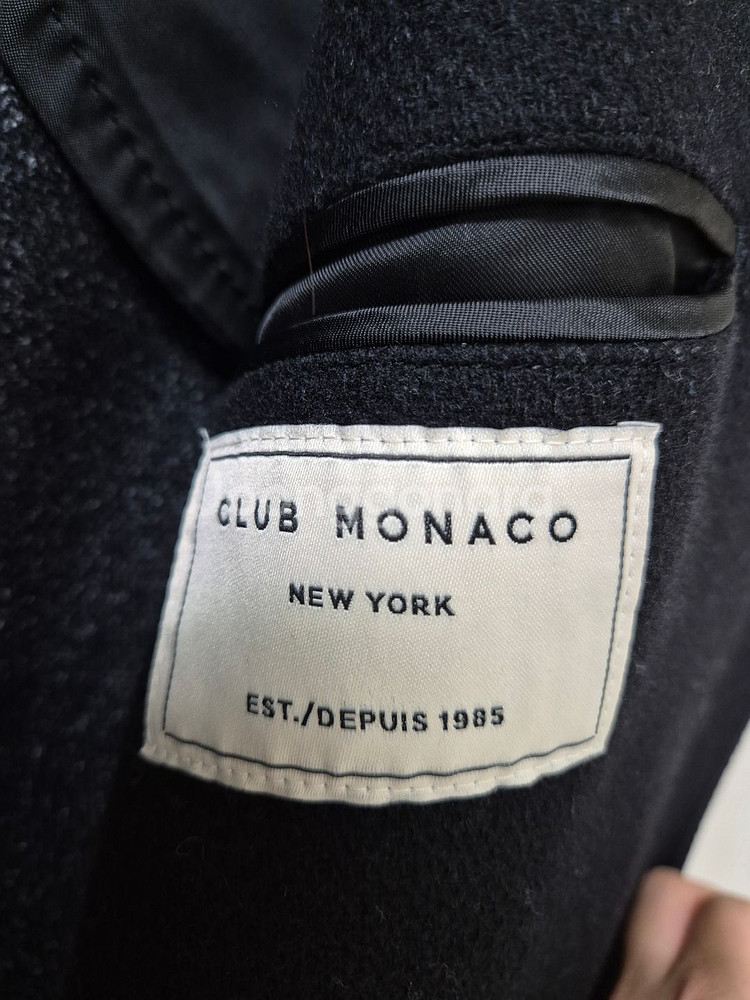 CLUB MONACO
NEW YORK
EST./DEPUIS 1985